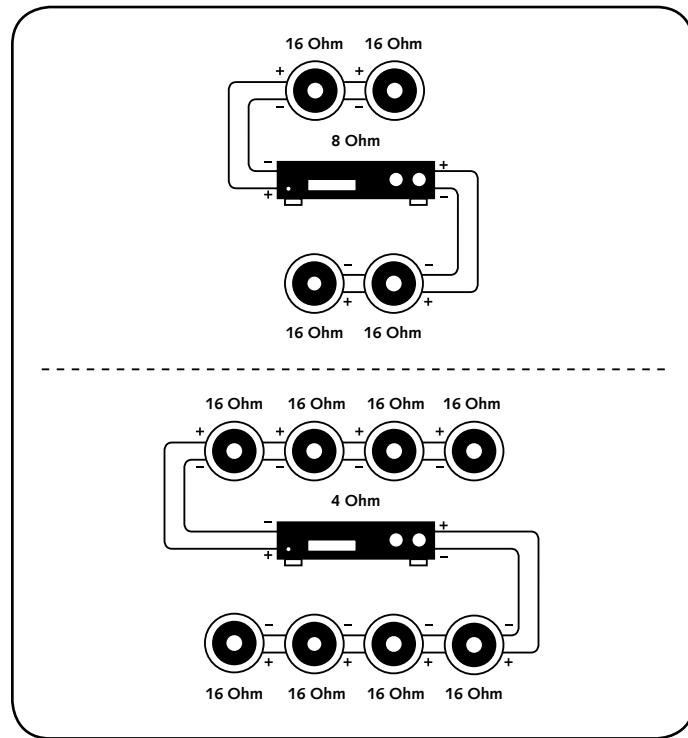 16 Ohm 16 Ohm
+ +
− −
8 Ohm
− +
+ −
− −
+ +
16 Ohm 16 Ohm
16 Ohm 16 Ohm 16 Ohm 16 Ohm
+ + + +
− − − −
4 Ohm
− +
+ −
− − − −
+ + + +
16 Ohm 16 Ohm 16 Ohm 16 Ohm